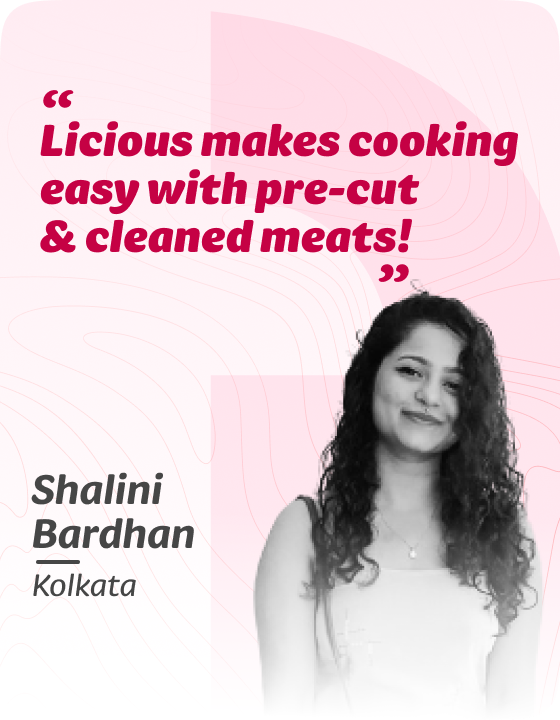 “
Licious makes cooking
easy with pre-cut
& cleaned meats!
”
Shalini
Bardhan
Kolkata